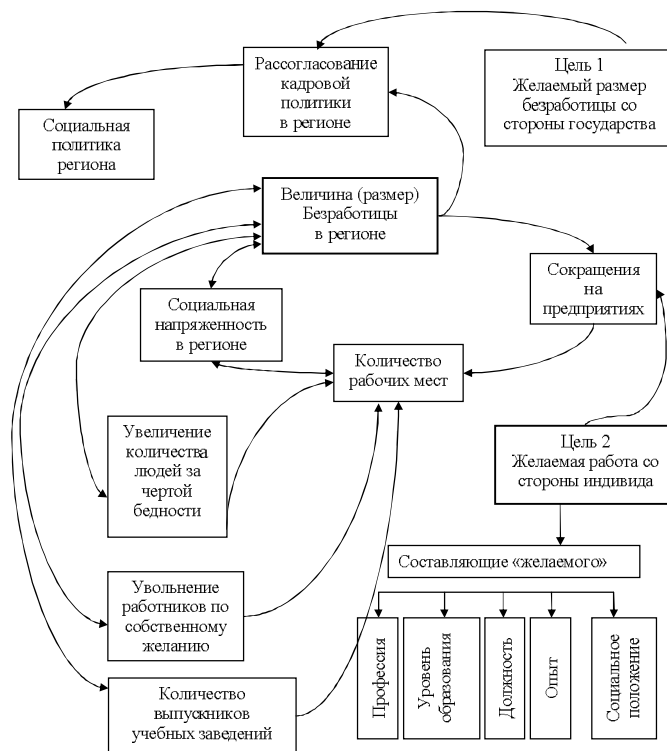 Рассогласование
кадровой
политики
в регионе
Цель 1
Желаемый размер
безработицы со
стороны государства
Социальная
политика
региона
Величина (размер)
Безработицы
в регионе
Сокращения
на
предприятиях
Социальная
напряженность
в регионе
Количество
рабочих мест
Увеличение
количества
людей за
чертой
бедности
Цель 2
Желаемая работа со
стороны индивида
Составляющие «желаемого»
Увольнение
работников по
собственному
желанию
Профессия
Уровень
образования
Должность
Опыт
Социальное
положение
Количество
выпускников
учебных заведений